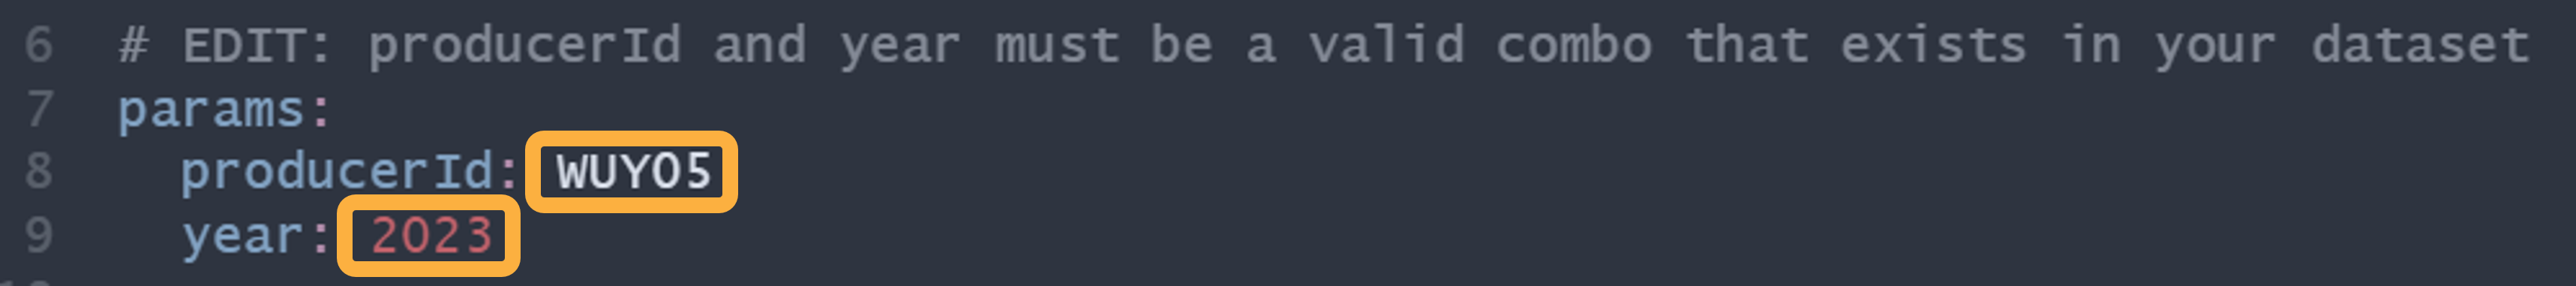 6 # EDIT: producerId and year must be a valid combo that exists in your dataset
7 params:
8 producerId: WUY05
9 year: 2023